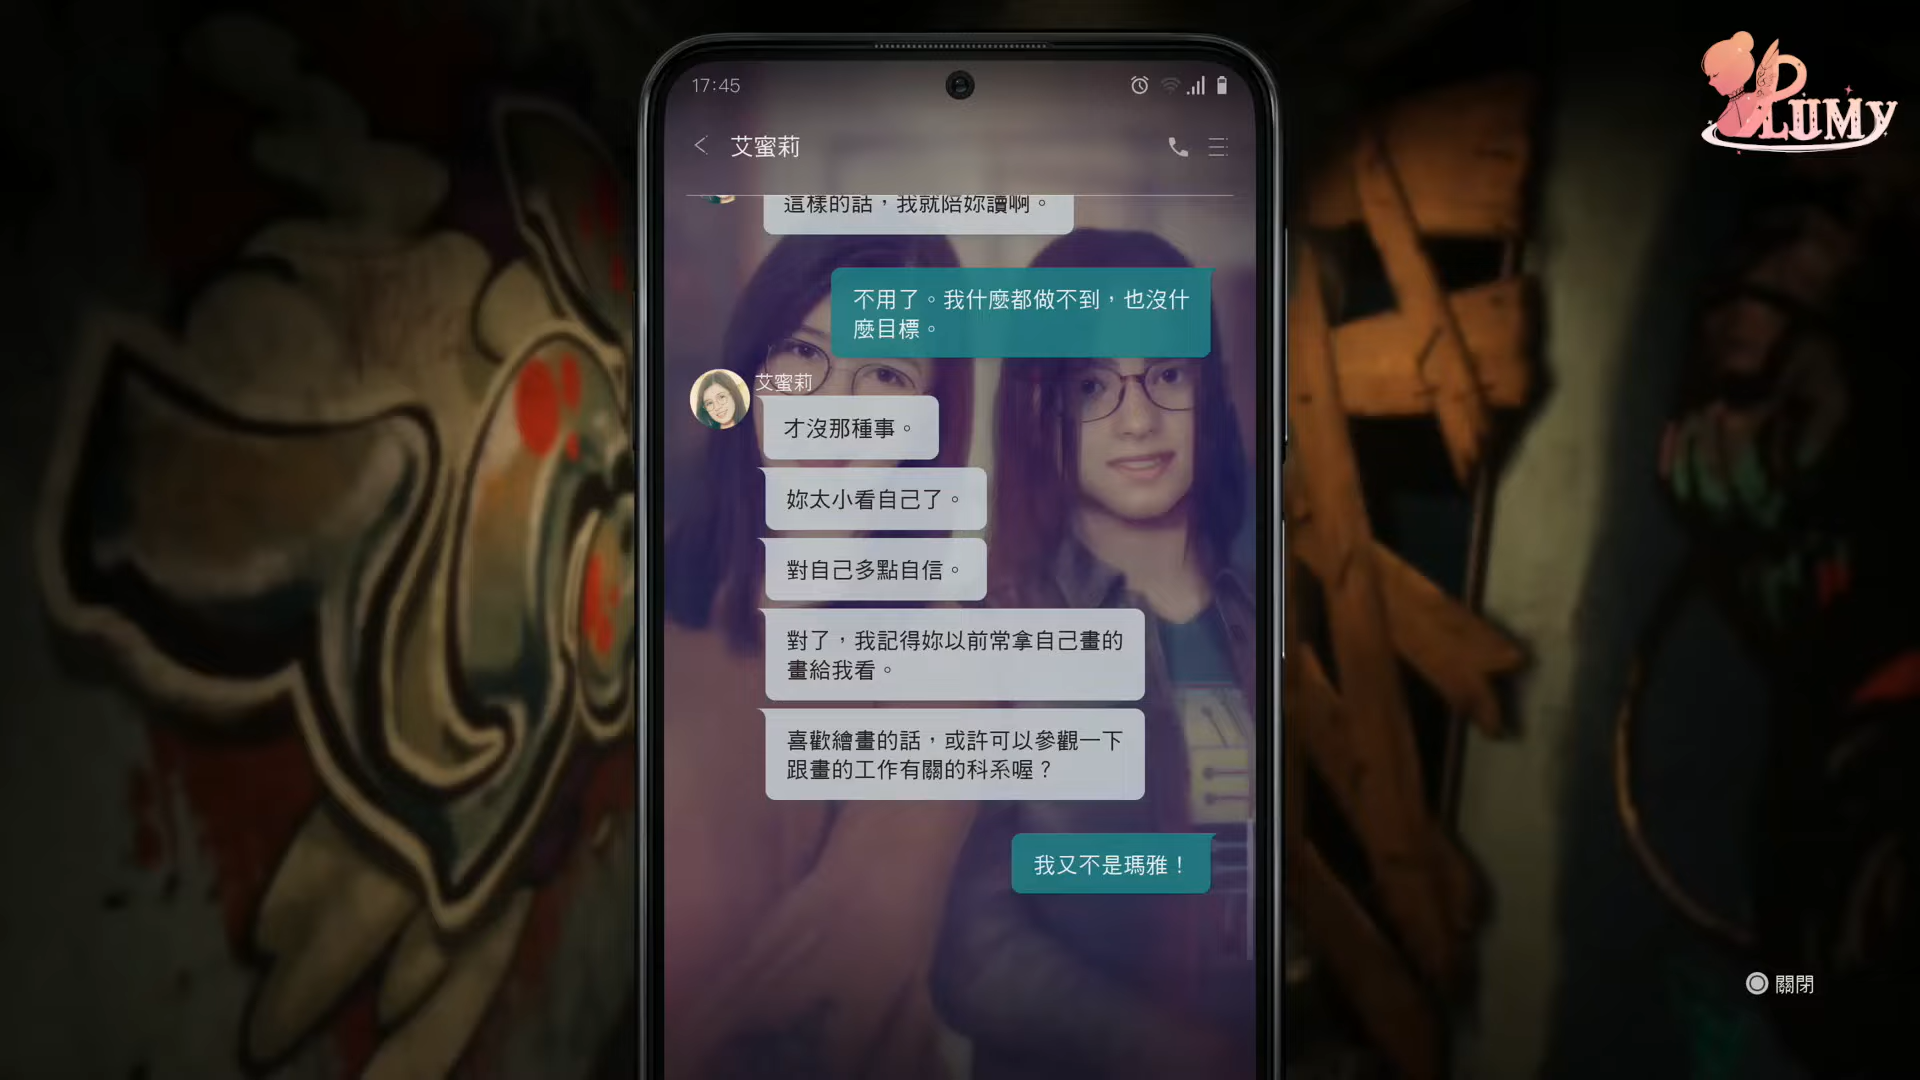 17:45
艾蜜莉
這樣的話，我就陪妳讀啊。
不用了。我什麼都做不到，也沒什
麼目標。
艾蜜莉
才沒那種事。
妳太小看自己了。
對自己多點自信。
對了，我記得妳以前常拿自己畫的
畫給我看。
喜歡繪畫的話，或許可以參觀一下
跟畫的工作有關的科系喔？
我又不是瑪雅！
關閉
PLUMY